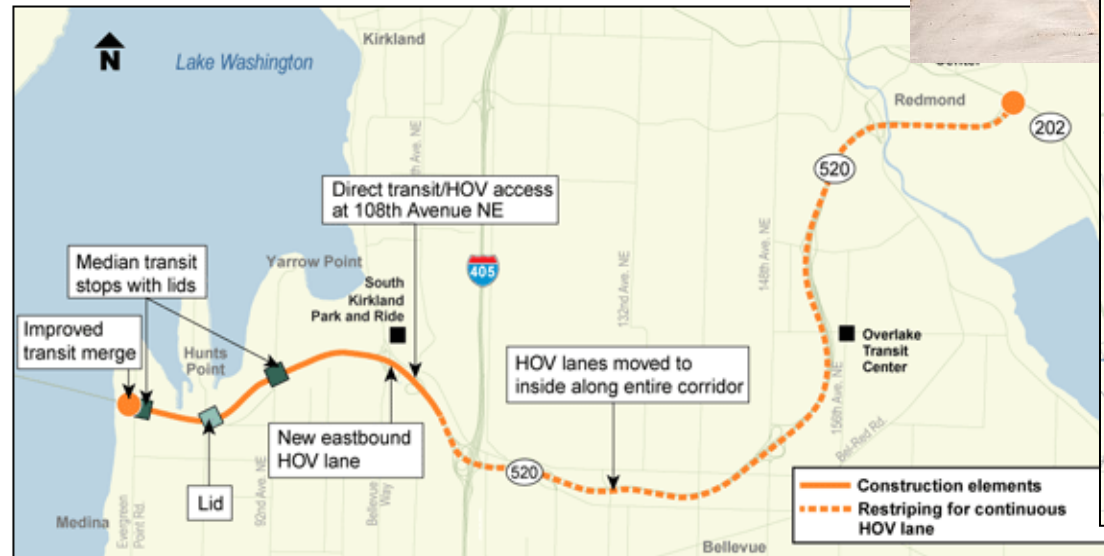 N
Lake Washington
Kirkland
Center
Redmond
202
520
Direct transit/HOV access
at 108th Avenue NE
Ave. NE
148th Ave. NE
Yarrow Point
405
Median transit
stops with lids
South
Kirkland
Park and Ride
132nd Ave. NE
Improved
transit merge
Hunts
Point
Overlake
Transit
Center
HOV lanes moved to
inside along entire corridor
156th Ave. NE
New eastbound
HOV lane
Bel-Red Rd.
520
Lid
92nd Ave. NE
Bellevue
Way
Medina
Evergreen
Point Rd.
Bellevue
Construction elements
Restriping for continuous
HOV lane